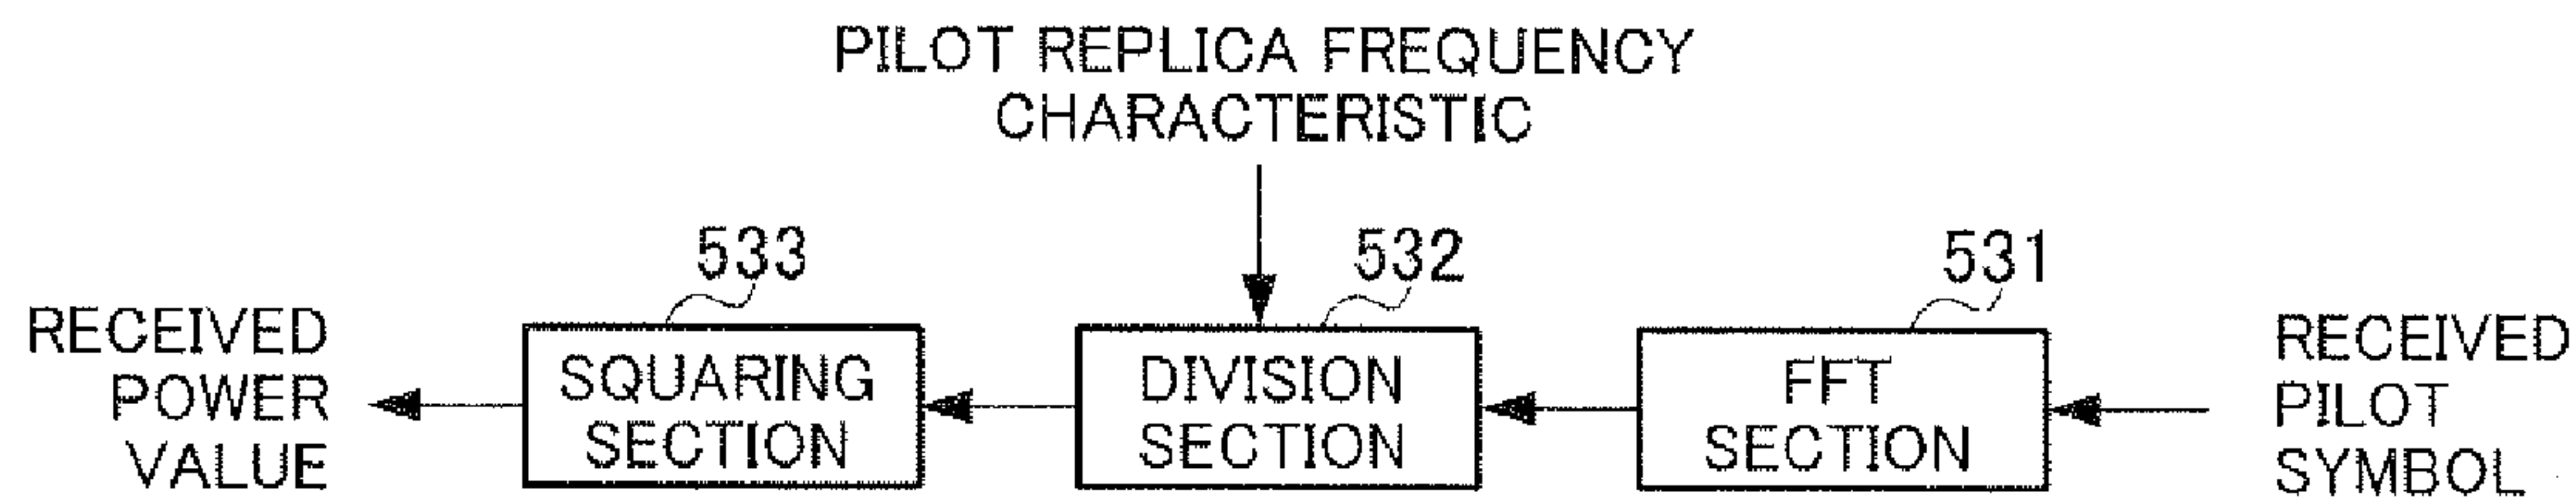 PILOT REPLICA FREQUENCY
CHARACTERISTIC
533
532
531
RECEIVED
POWER
VALUE
SQUARING
SECTION
DIVISION
SECTION
FFT
SECTION
RECEIVED
PILOT
SYMBOL